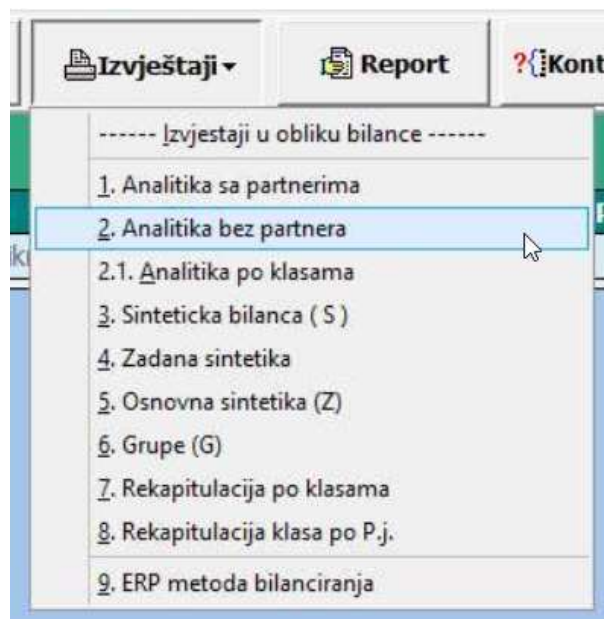 Izvještaji
Report
?{Kont
------ Izvjestaji u obliku bilance ------
1. Analitika sa partnerima
2. Analitika bez partnera
2.1. Analitika po klasama
3. Sinteticka bilanca ( S )
4. Zadana sintetika
5. Osnovna sintetika (Z)
6. Grupe (G)
7. Rekapitulacija po klasama
8. Rekapitulacija klasa po P.j.
9. ERP metoda bilanciranja